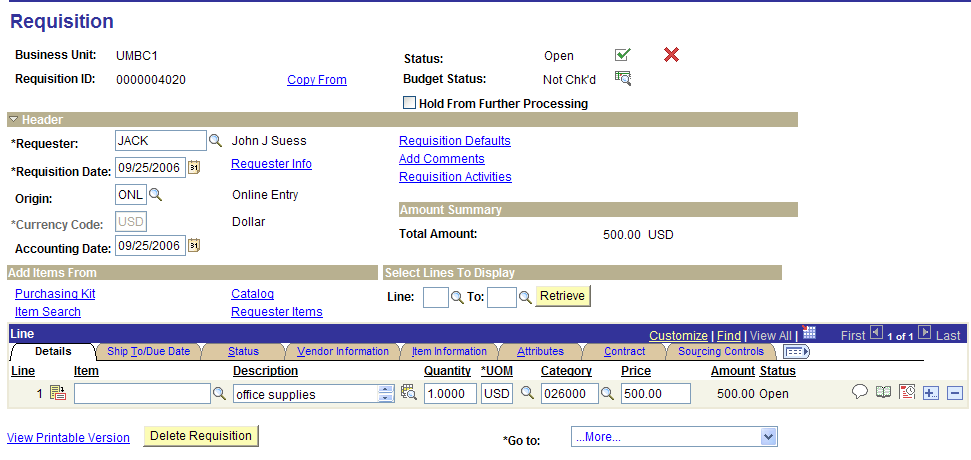 Requisition
Business Unit: UMBC1
Status: Open
Requisition ID: 0000004020 Copy From
Budget Status: Not Chk'd
Hold From Further Processing
Header
*Requester: JACK John J Suess
Requisition Defaults
*Requisition Date: 09/25/2006 31 Requester Info
Add Comments
Requisition Activities
Origin: ONL Online Entry
*Currency Code: USD Dollar
Amount Summary
Accounting Date: 09/25/2006 31
Total Amount: 500.00 USD
Add Items From
Select Lines To Display
Purchasing Kit Catalog
Line: To: Retrieve
Item Search Requester Items
Line Customize | Find | View All | First 1 of 1 Last
Details Ship To/Due Date Status Vendor Information Item Information Attributes Contract Sourcing Controls
Line Item Description Quantity *UOM Category Price Amount Status
1 office supplies 1.0000 USD 026000 500.00 500.00 Open
View Printable Version Delete Requisition *Go to: ...More...